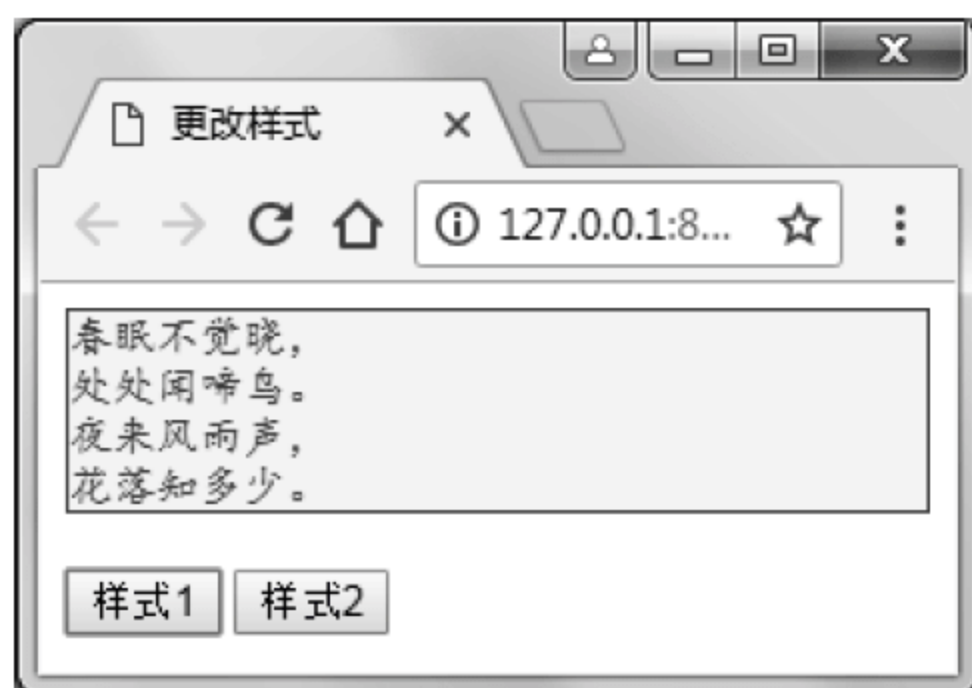 更改样式
127.0.0.1:8...
春眠不觉晓，
处处闻啼鸟。
夜来风雨声，
花落知多少。
样式1 样式2